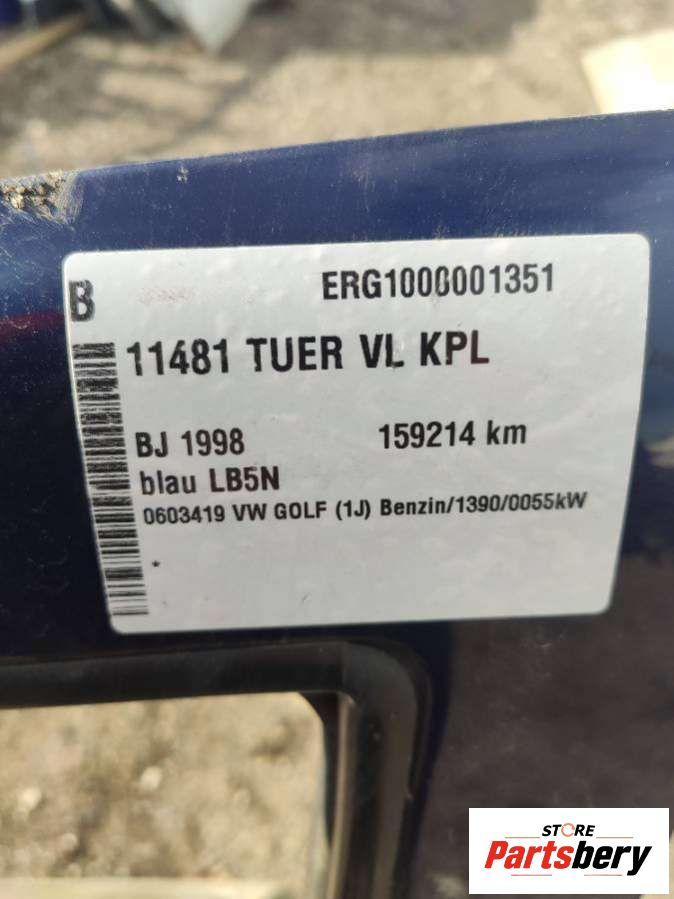 B
ERG1000001351
11481 TUER VL KPL
BJ 1998 159214 km
blau LB5N
0603419 VW GOLF (1J) Benzin/1390/0055kW
*
STORE
Partsbery